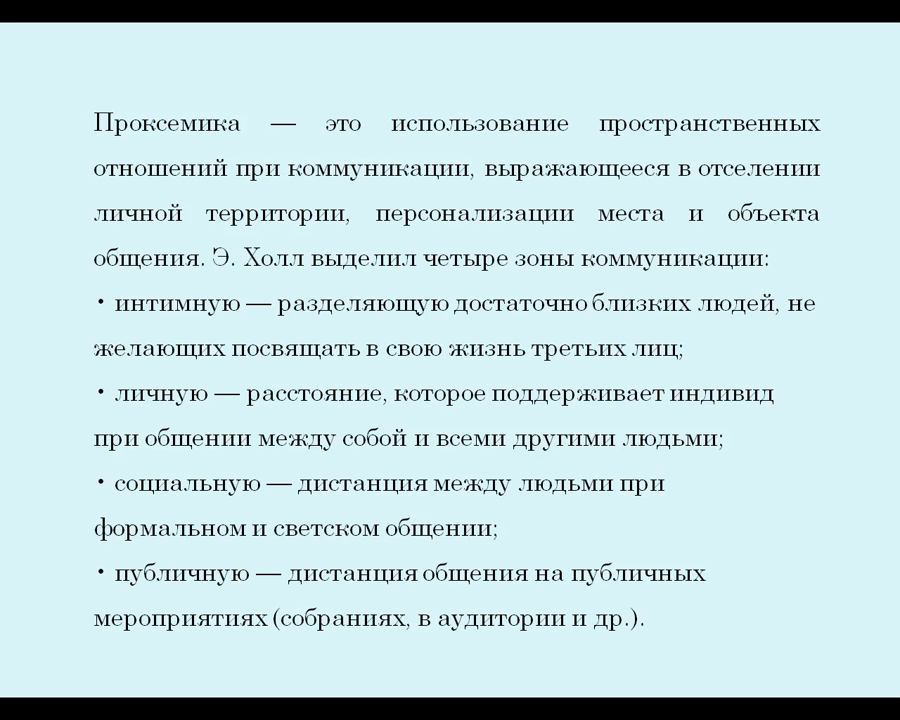 Проксемика — это использование пространственных
отношений при коммуникации, выражающееся в отселении
личной территории, персонализации места и объекта
общения. Э. Холл выделил четыре зоны коммуникации:
• интимную — разделяющую достаточно близких людей, не
желающих посвящать в свою жизнь третьих лиц;
• личную — расстояние, которое поддерживает индивид
при общении между собой и всеми другими людьми;
• социальную — дистанция между людьми при
формальном и светском общении;
• публичную — дистанция общения на публичных
мероприятиях (собраниях, в аудитории и др.).